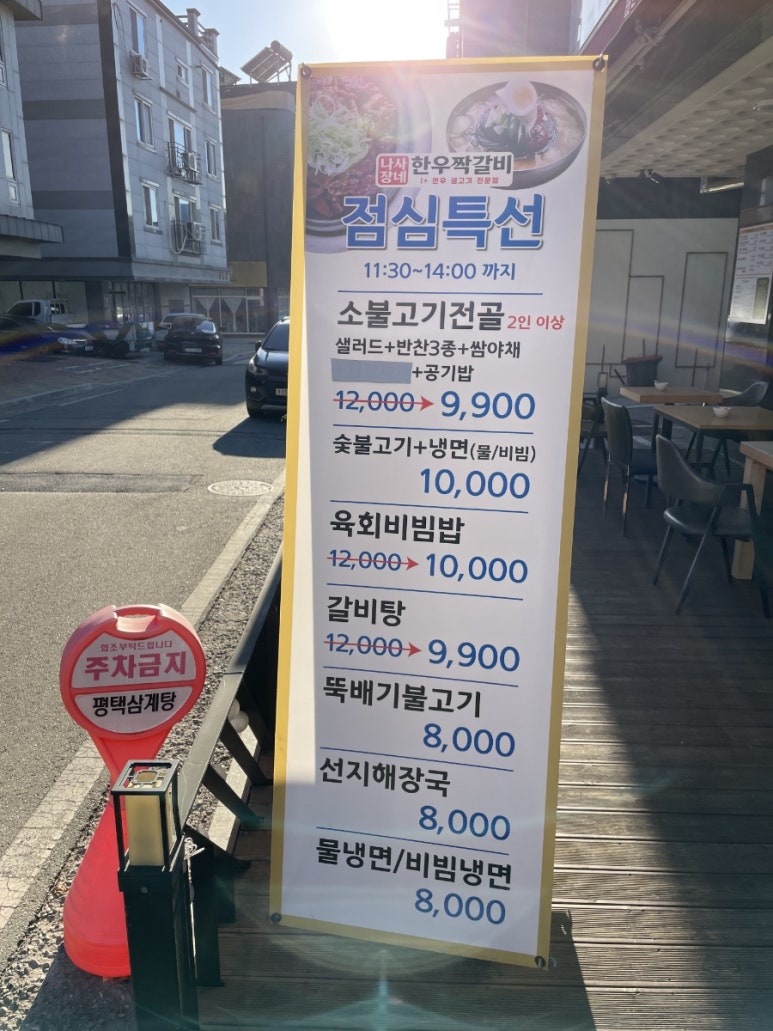 나사
장네
한우짝갈비
1+ 한우 생고기 전문점
점심특선
11:30~14:00 까지
소불고기전골 2인 이상
샐러드+반찬3종+쌈야채
+공기밥
12,000 9,900
숯불고기+냉면(물/비빔)
10,000
육회비빔밥
12,000 10,000
갈비탕
12,000 9,900
뚝배기불고기
8,000
선지해장국
8,000
물냉면/비빔냉면
8,000
협조부탁드립니다
주차금지
평택삼계탕